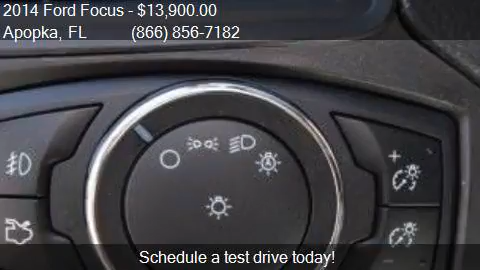 2014 Ford Focus - $13,900.00
Apopka, FL (866) 856-7182
Schedule a test drive today!